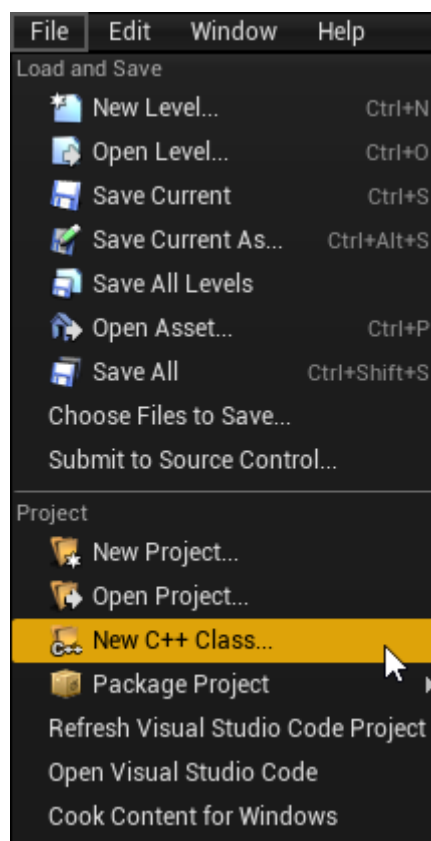 File Edit Window Help
Load and Save
New Level... Ctrl+N
Open Level... Ctrl+O
Save Current Ctrl+S
Save Current As... Ctrl+Alt+S
Save All Levels
Open Asset... Ctrl+P
Save All Ctrl+Shift+S
Choose Files to Save...
Submit to Source Control...
Project
New Project...
Open Project...
C++ New C++ Class...
Package Project
Refresh Visual Studio Code Project
Open Visual Studio Code
Cook Content for Windows